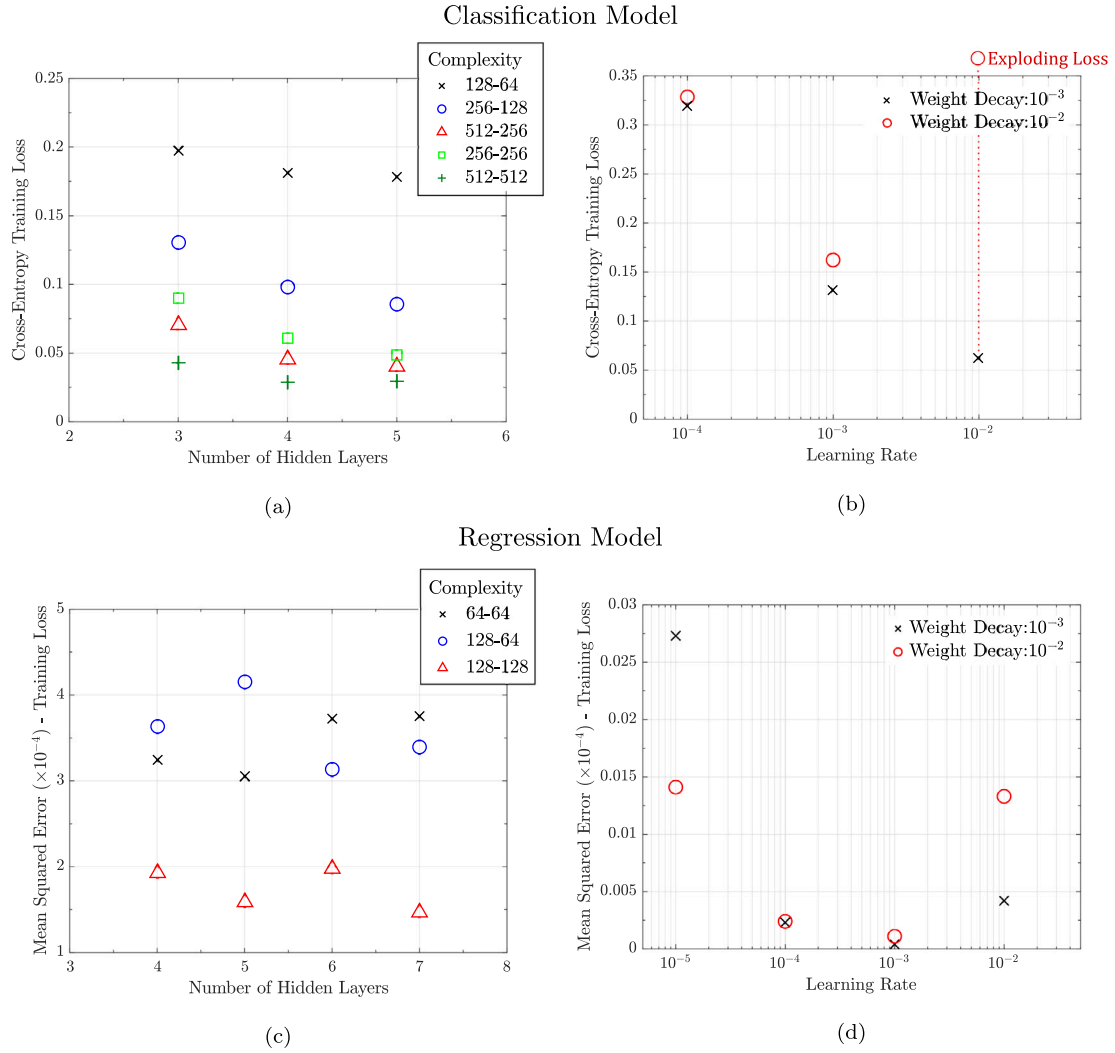 Classification Model
Complexity
128-64
256-128
512-256
256-256
512-512
0.25
0.2
0.15
0.1
0.05
0
Cross-Entropy Training Loss
2
3
4
5
6
Number of Hidden Layers
(a)
Exploding Loss
Weight Decay:10⁻³
Weight Decay:10⁻²
0.35
0.3
0.25
0.2
0.15
0.1
0.05
0
Cross-Entropy Training Loss
10⁻⁴
10⁻³
10⁻²
Learning Rate
(b)
Regression Model
Complexity
64-64
128-64
128-128
5
4
3
2
1
Mean Squared Error (×10⁻⁴) - Training Loss
3
4
5
6
7
8
Number of Hidden Layers
(c)
Weight Decay:10⁻³
Weight Decay:10⁻²
0.03
0.025
0.02
0.015
0.01
0.005
0
Mean Squared Error (×10⁻⁴) - Training Loss
10⁻⁵
10⁻⁴
10⁻³
10⁻²
Learning Rate
(d)